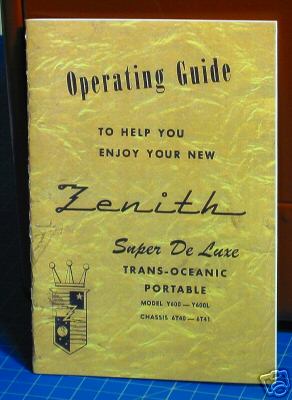 Operating Guide
TO HELP YOU
ENJOY YOUR NEW
Zenith
Super De Luxe
TRANS-OCEANIC
PORTABLE
MODEL Y600 — Y600L
CHASSIS 6T40 — 6T41
ebY